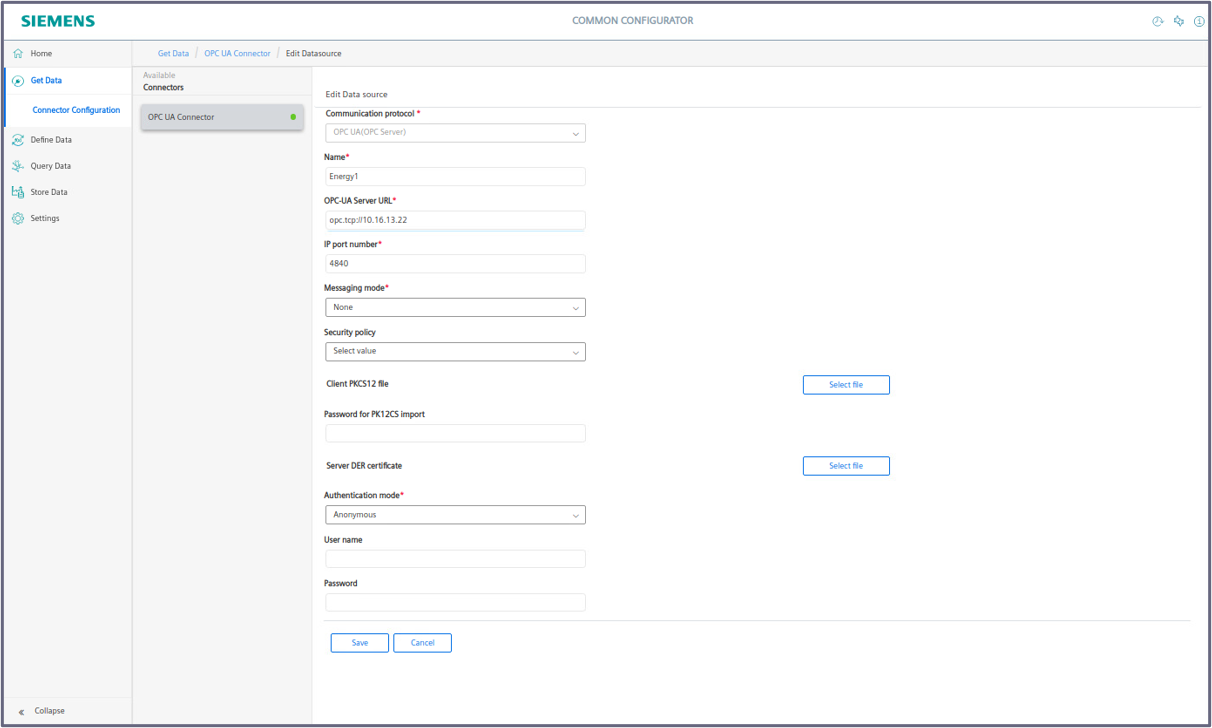 SIEMENS
COMMON CONFIGURATOR
Home
Get Data
Connector Configuration
Define Data
Query Data
Store Data
Settings
« Collapse
Get Data / OPC UA Connector / Edit Datasource
Available
Connectors
OPC UA Connector
Edit Data source
Communication protocol *
OPC UA(OPC Server)
Name*
Energy1
OPC-UA Server URL*
opc.tcp://10.16.13.22
IP port number*
4840
Messaging mode*
None
Security policy
Select value
Client PKCS12 file
Select file
Password for PK12CS import
Server DER certificate
Select file
Authentication mode*
Anonymous
User name
Password
Save
Cancel